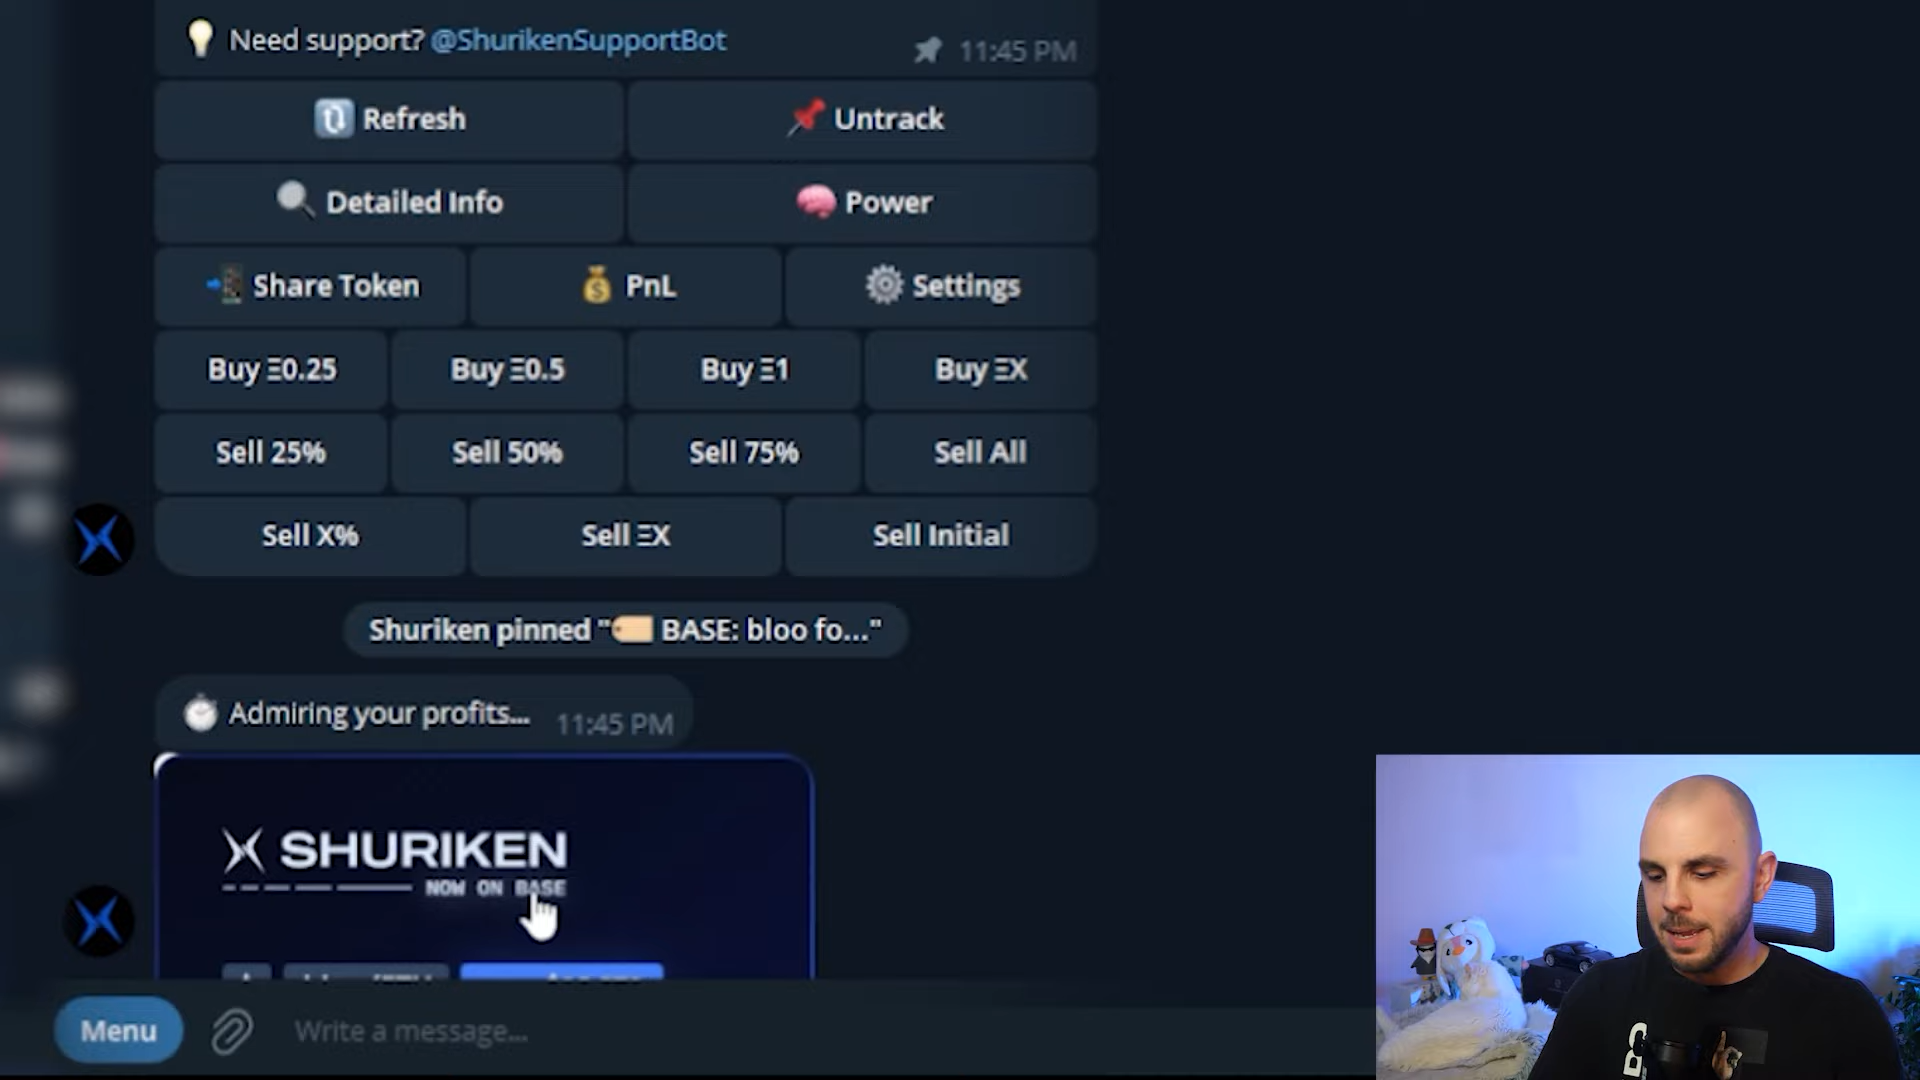 Need support? @ShurikenSupportBot
11:45 PM
Refresh
Untrack
Detailed Info
Power
Share Token
PnL
Settings
Buy Ξ0.25
Buy Ξ0.5
Buy Ξ1
Buy ΞX
Sell 25%
Sell 50%
Sell 75%
Sell All
Sell X%
Sell ΞX
Sell Initial
Shuriken pinned "🏷️ BASE: bloo fo..."
Admiring your profits...
11:45 PM
SHURIKEN
NOW ON BASE
Menu
Write a message...